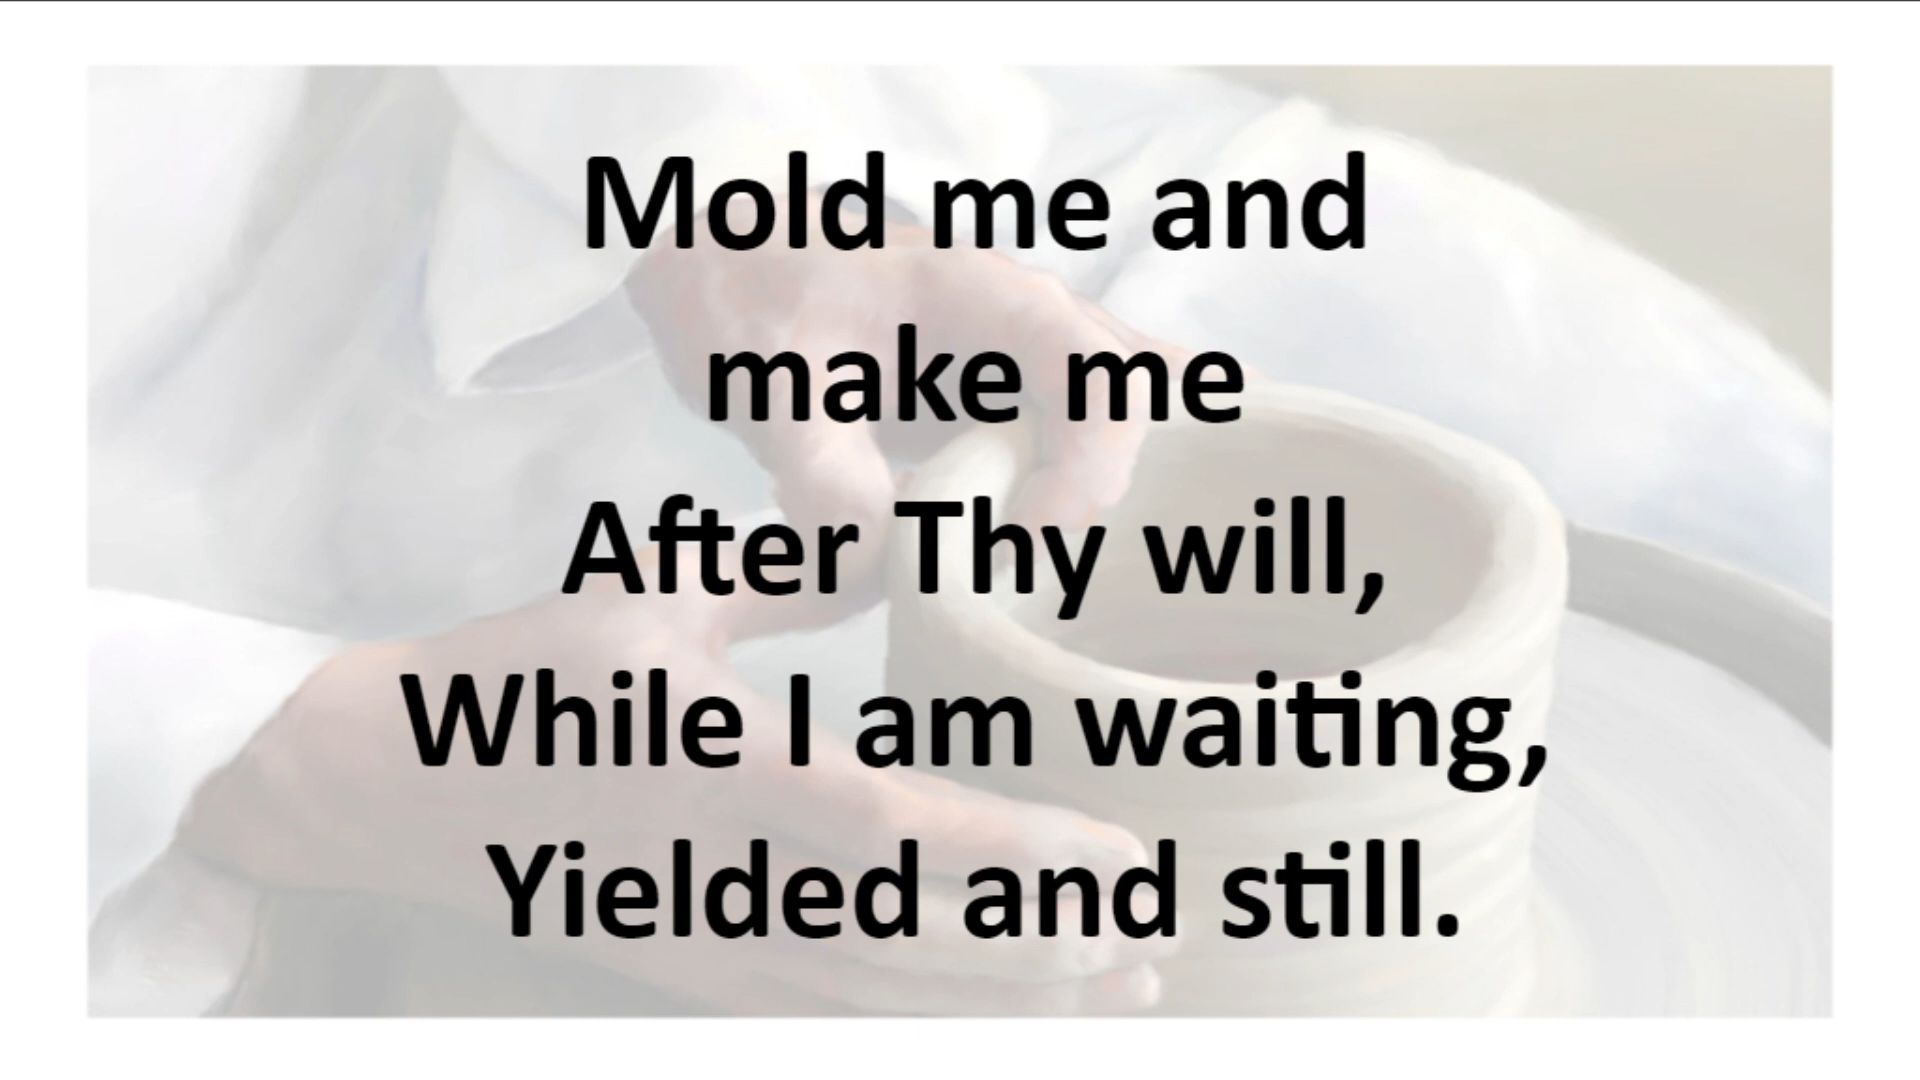 Mold me and
make me
After Thy will,
While I am waiting,
Yielded and still.